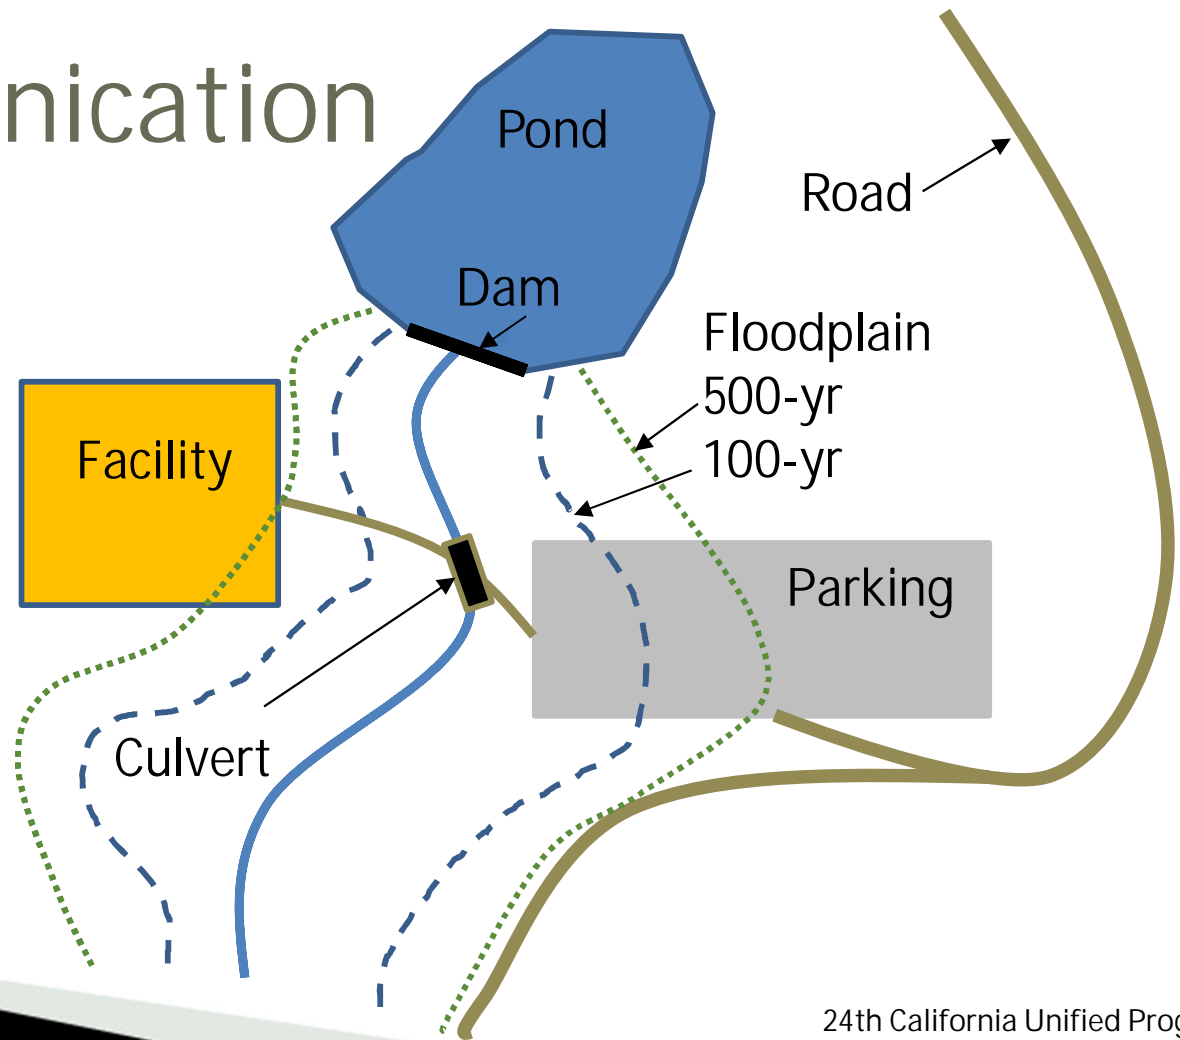 nication
Pond
Road
Dam
Floodplain
500-yr
100-yr
Facility
Parking
Culvert
24th California Unified Prog